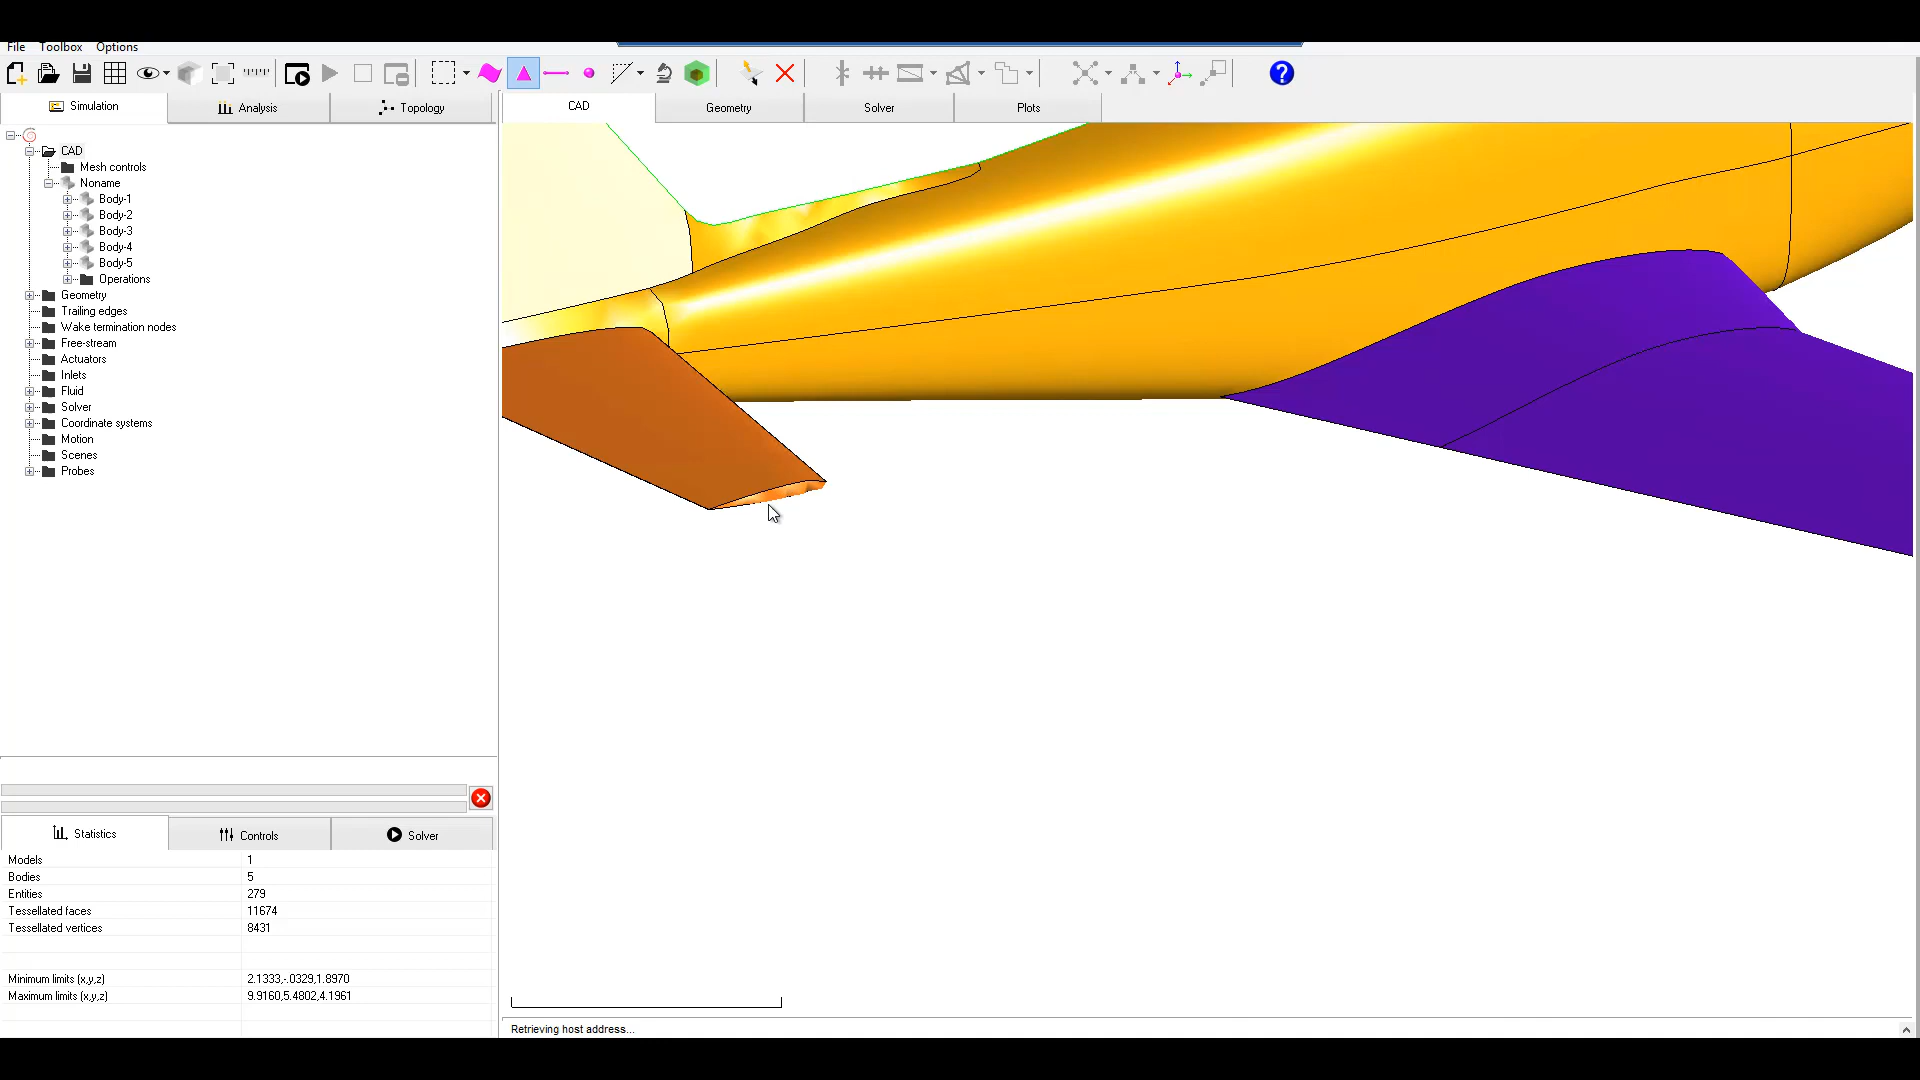 File Toolbox Options
Simulation Analysis Topology CAD Geometry Solver Plots
CAD
Mesh controls
Noname
Body-1
Body-2
Body-3
Body-4
Body-5
Operations
Geometry
Trailing edges
Wake termination nodes
Free-stream
Actuators
Inlets
Fluid
Solver
Coordinate systems
Motion
Scenes
Probes
Statistics Controls Solver
Models 1
Bodies 5
Entities 279
Tessellated faces 11674
Tessellated vertices 8431
Minimum limits (x,y,z) 2.1333,-.0329,1.8970
Maximum limits (x,y,z) 9.9160,5.4802,4.1961
Retrieving host address...